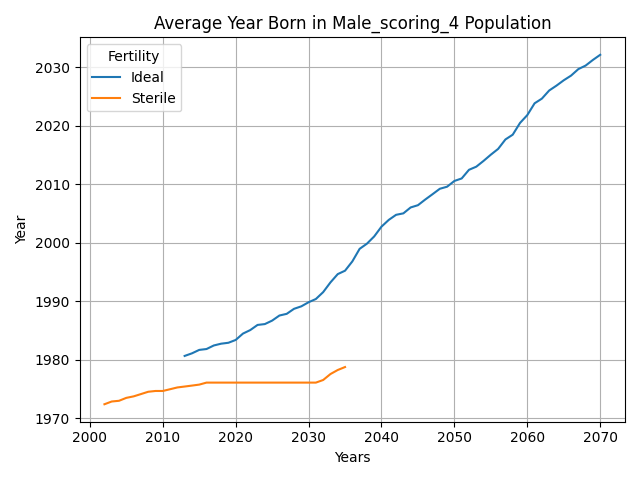 Average Year Born in Male_scoring_4 Population
Fertility
Ideal
Sterile
Year
2030
2020
2010
2000
1990
1980
1970
2000 2010 2020 2030 2040 2050 2060 2070
Years